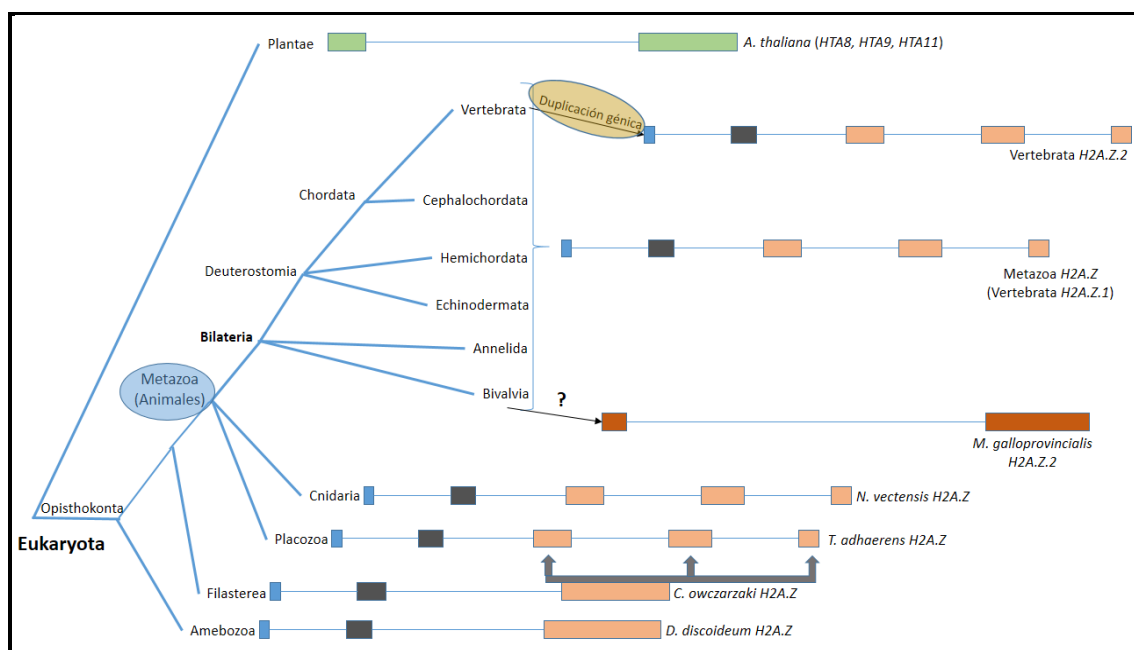 Plantae
A. thaliana (HTA8, HTA9, HTA11)
Vertebrata
Duplicación génica
Vertebrata H2A.Z.2
Chordata
Cephalochordata
Deuterostomia
Hemichordata
Metazoa H2A.Z
(Vertebrata H2A.Z.1)
Echinodermata
Bilateria
Annelida
Metazoa
(Animales)
Bivalvia
?
M. galloprovincialis
H2A.Z.2
Cnidaria
N. vectensis H2A.Z
Opisthokonta
Eukaryota
Placozoa
T. adhaerens H2A.Z
Filasterea
C. owczarzaki H2A.Z
Amebozoa
D. discoideum H2A.Z